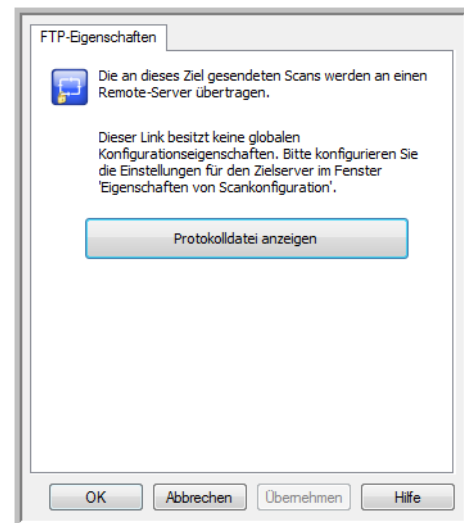 FTP-Eigenschaften
Die an dieses Ziel gesendeten Scans werden an einen
Remote-Server übertragen.
Dieser Link besitzt keine globalen
Konfigurationseigenschaften. Bitte konfigurieren Sie
die Einstellungen für den Zielserver im Fenster
'Eigenschaften von Scankonfiguration'.
Protokolldatei anzeigen
OK Abbrechen Übernehmen Hilfe